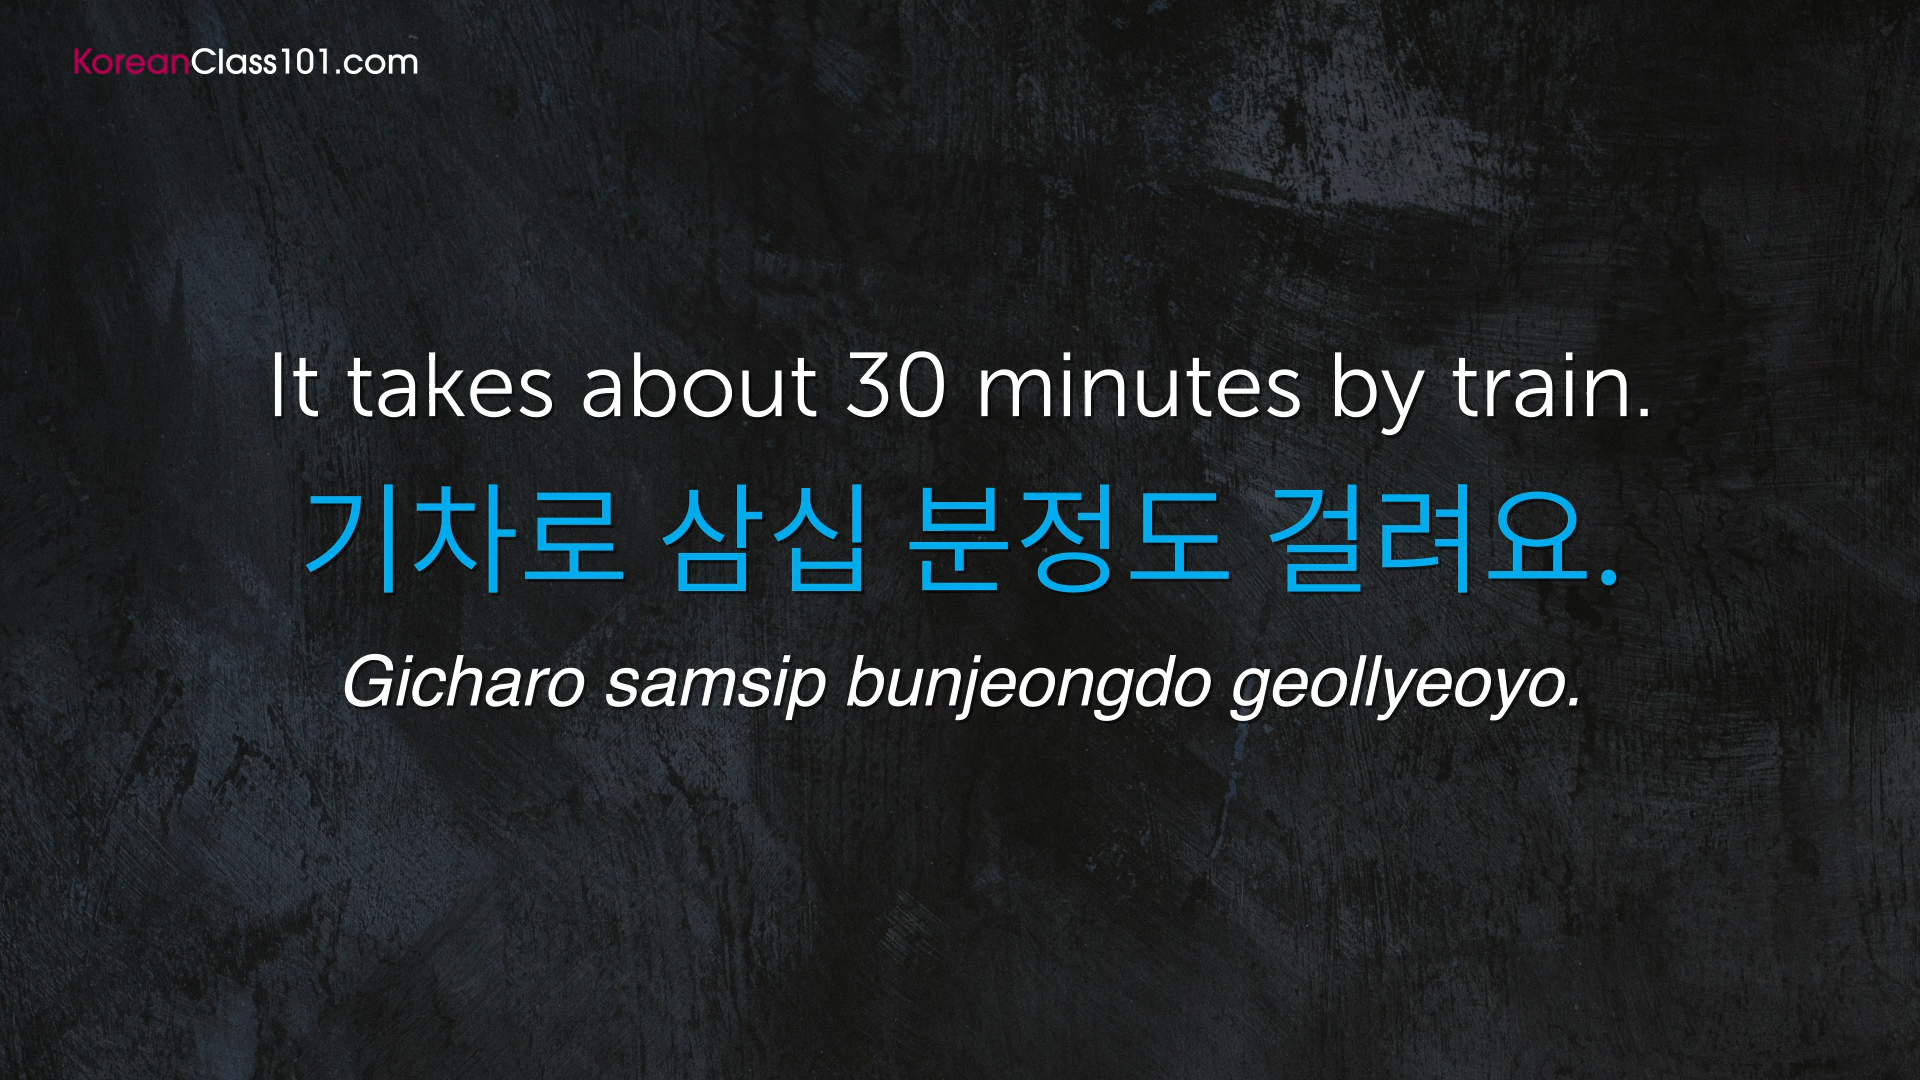 KoreanClass101.com
It takes about 30 minutes by train.
기차로 삼십 분정도 걸려요.
Gicharo samsip bunjeongdo geollyeoyo.